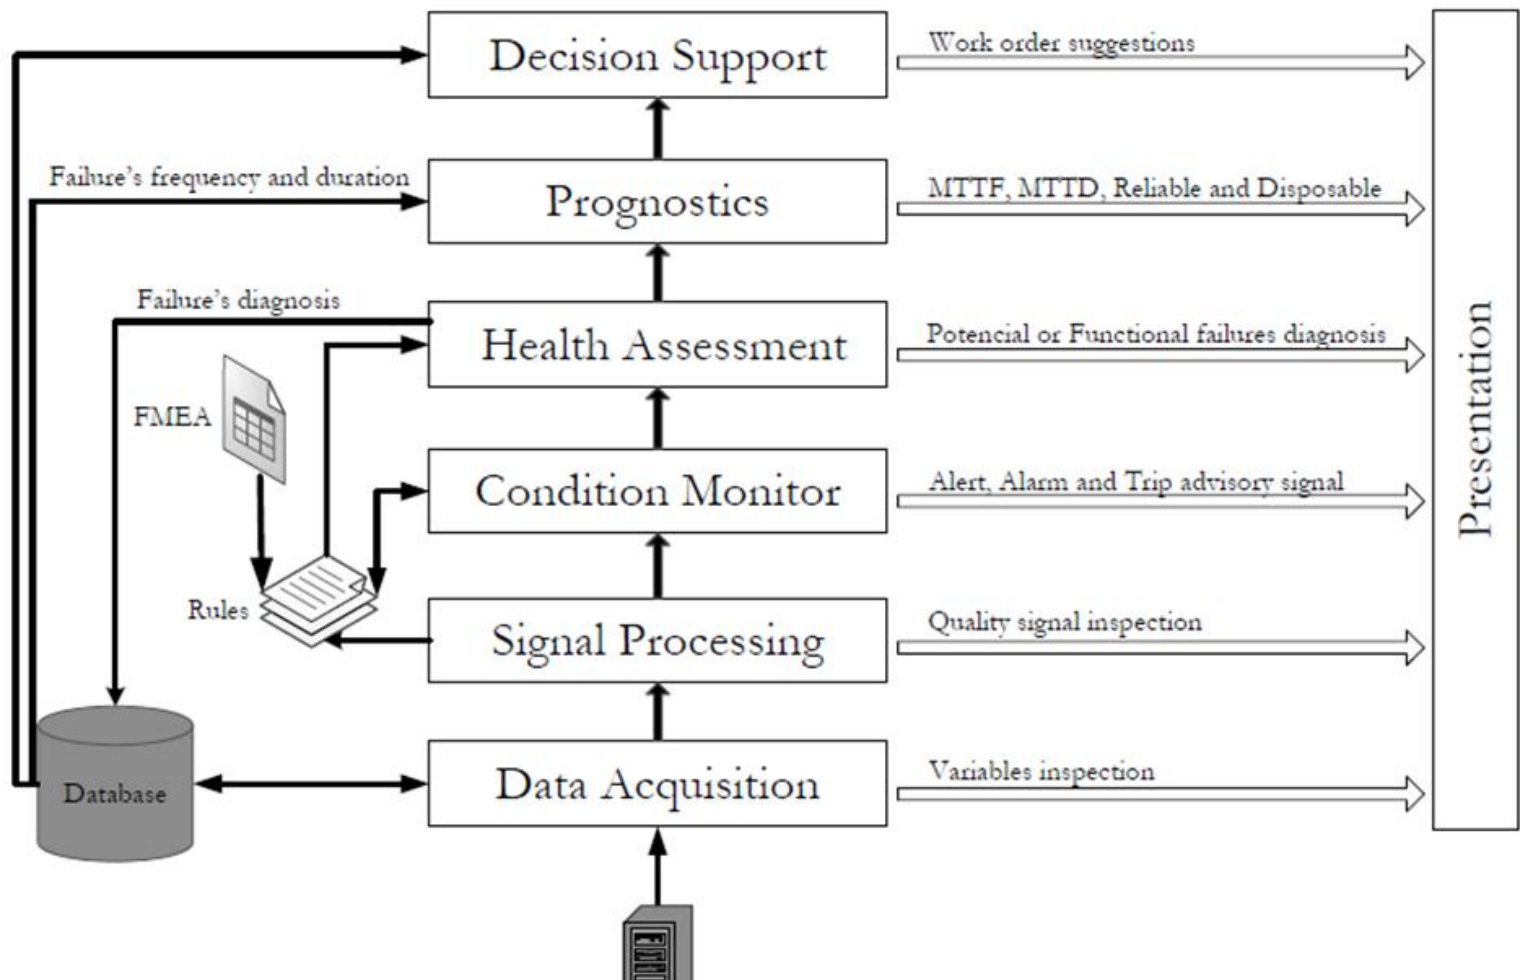 Decision Support
Work order suggestions
Failure's frequency and duration
Prognostics
MTTF, MTTD, Reliable and Disposable
Failure's diagnosis
Health Assessment
Potencial or Functional failures diagnosis
FMEA
Condition Monitor
Alert, Alarm and Trip advisory signal
Rules
Signal Processing
Quality signal inspection
Database
Data Acquisition
Variables inspection
Presentation